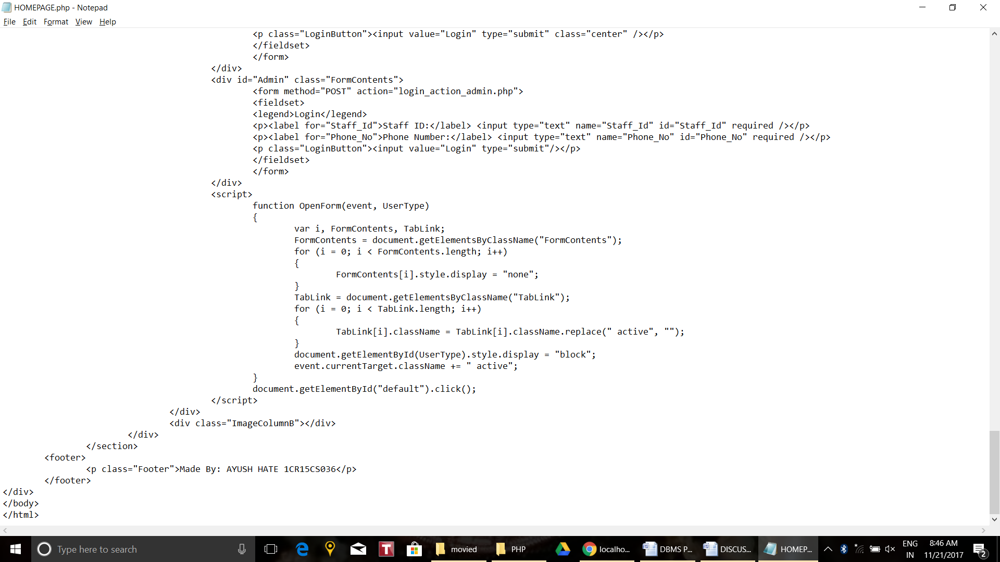 HOMEPAGE.php - Notepad
File Edit Format View Help
<p class="LoginButton"><input value="Login" type="submit" class="center" /></p>
</fieldset>
</form>
</div>
<div id="Admin" class="FormContents">
<form method="POST" action="login_action_admin.php">
<fieldset>
<legend>Login</legend>
<p><label for="Staff_Id">Staff ID:</label> <input type="text" name="Staff_Id" id="Staff_Id" required /></p>
<p><label for="Phone_No">Phone Number:</label> <input type="text" name="Phone_No" id="Phone_No" required /></p>
<p class="LoginButton"><input value="Login" type="submit"/></p>
</fieldset>
</form>
</div>
<script>
function OpenForm(event, UserType)
{
var i, FormContents, TabLink;
FormContents = document.getElementsByClassName("FormContents");
for (i = 0; i < FormContents.length; i++)
{
FormContents[i].style.display = "none";
}
TabLink = document.getElementsByClassName("TabLink");
for (i = 0; i < TabLink.length; i++)
{
TabLink[i].className = TabLink[i].className.replace(" active", "");
}
document.getElementById(UserType).style.display = "block";
event.currentTarget.className += " active";
}
document.getElementById("default").click();
</script>
</div>
<div class="ImageColumnB"></div>
</div>
</section>
<footer>
<p class="Footer">Made By: AYUSH HATE 1CR15CS036</p>
</footer>
</div>
</body>
</html>
Type here to search movied PHP localho... DBMS P... DISCUS... HOMEP... ENG IN 8:46 AM 11/21/2017 2